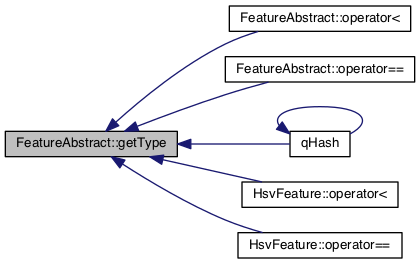 FeatureAbstract::operator<
FeatureAbstract::operator==
FeatureAbstract::getType
qHash
HsvFeature::operator<
HsvFeature::operator==